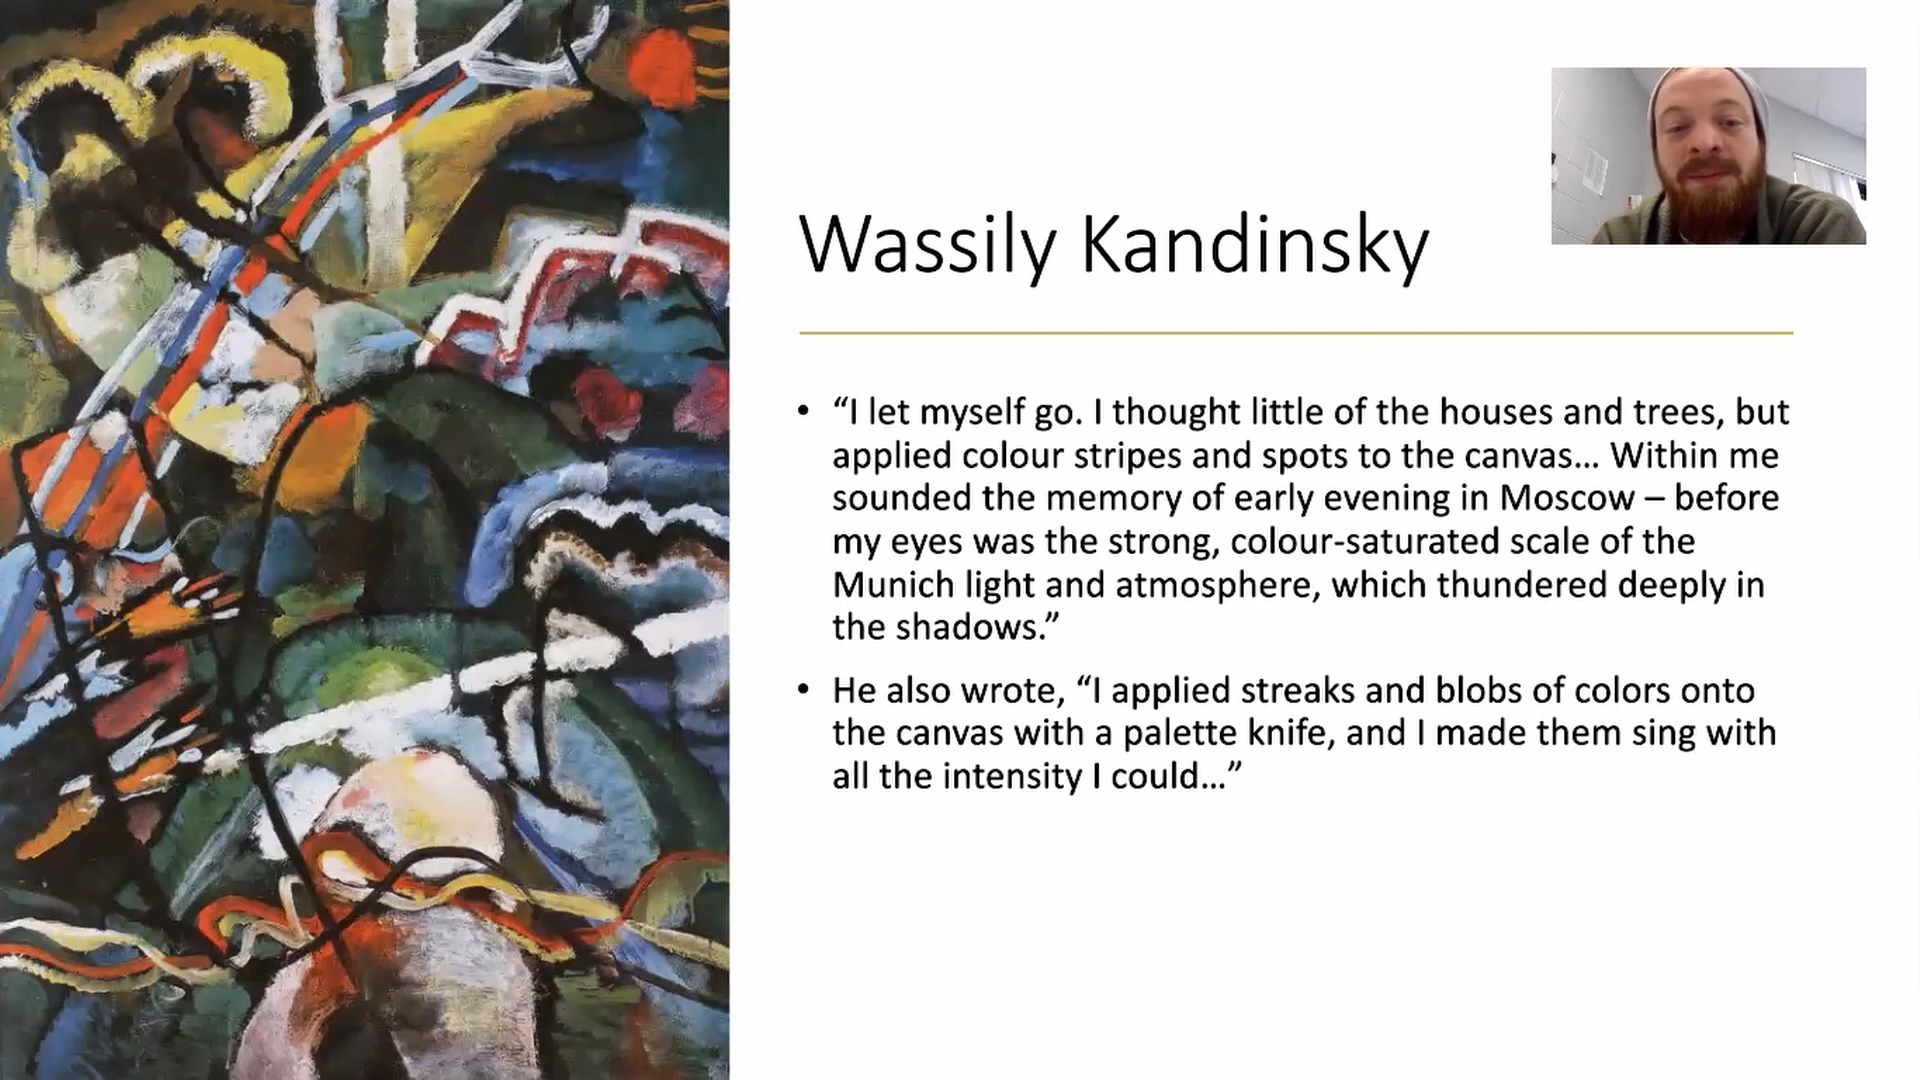 Wassily Kandinsky
• “I let myself go. I thought little of the houses and trees, but
applied colour stripes and spots to the canvas… Within me
sounded the memory of early evening in Moscow – before
my eyes was the strong, colour-saturated scale of the
Munich light and atmosphere, which thundered deeply in
the shadows.”
• He also wrote, “I applied streaks and blobs of colors onto
the canvas with a palette knife, and I made them sing with
all the intensity I could…”